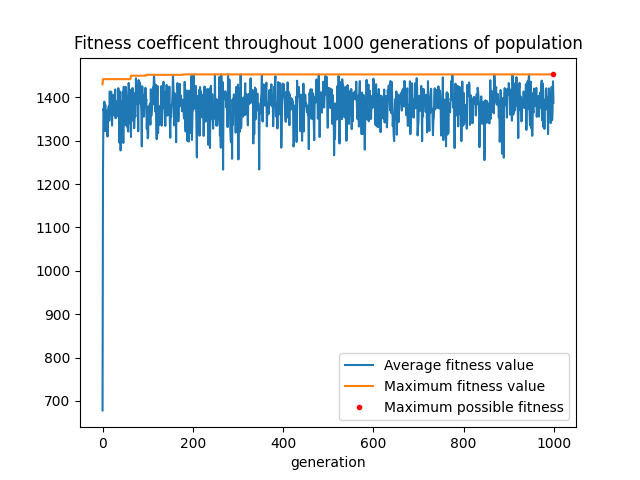 Fitness coefficent throughout 1000 generations of population
1400
1300
1200
1100
1000
900
800
700
Average fitness value
Maximum fitness value
Maximum possible fitness
0 200 400 600 800 1000
generation